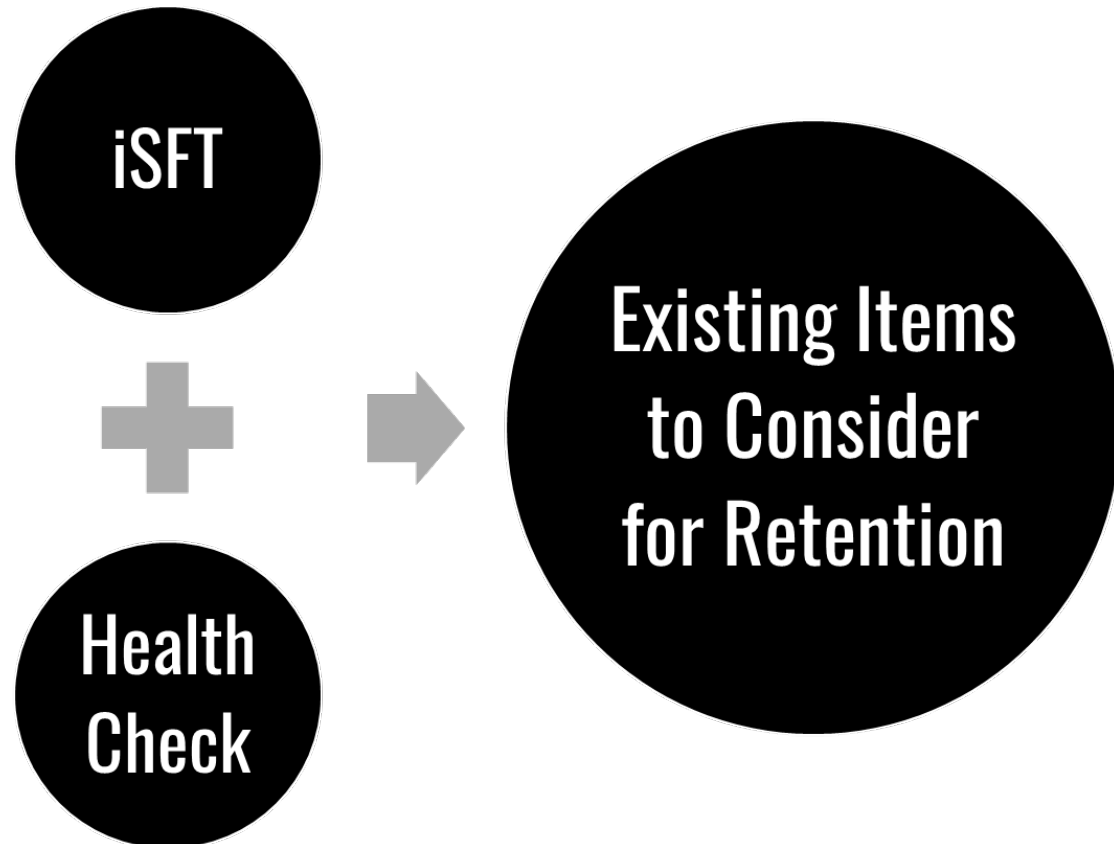 iSFT
Health
Check
Existing Items
to Consider
for Retention